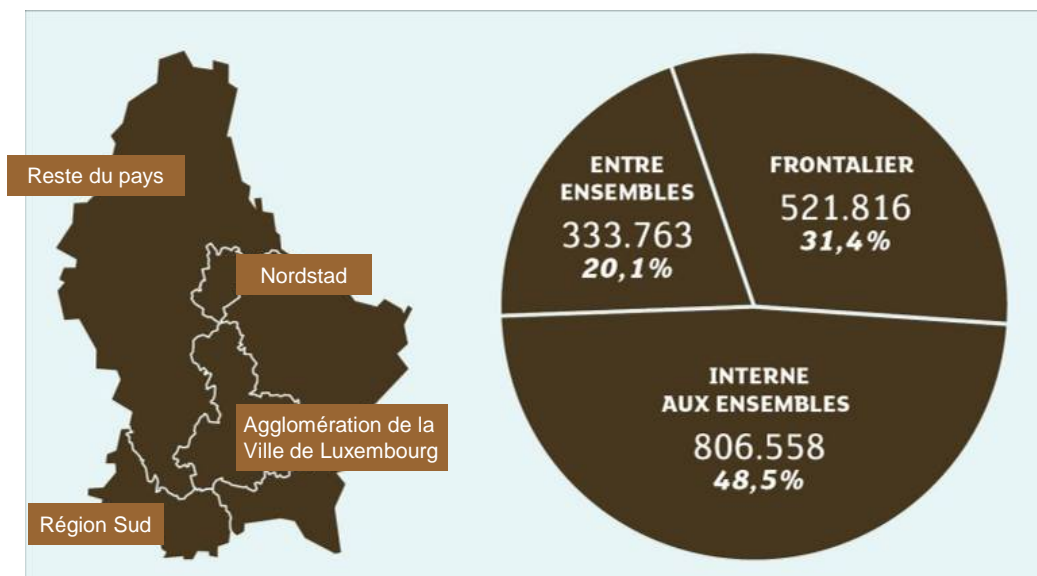 Reste du pays
Nordstad
Agglomération de la
Ville de Luxembourg
Région Sud
ENTRE
ENSEMBLES
333.763
20,1%
FRONTALIER
521.816
31,4%
INTERNE
AUX ENSEMBLES
806.558
48,5%